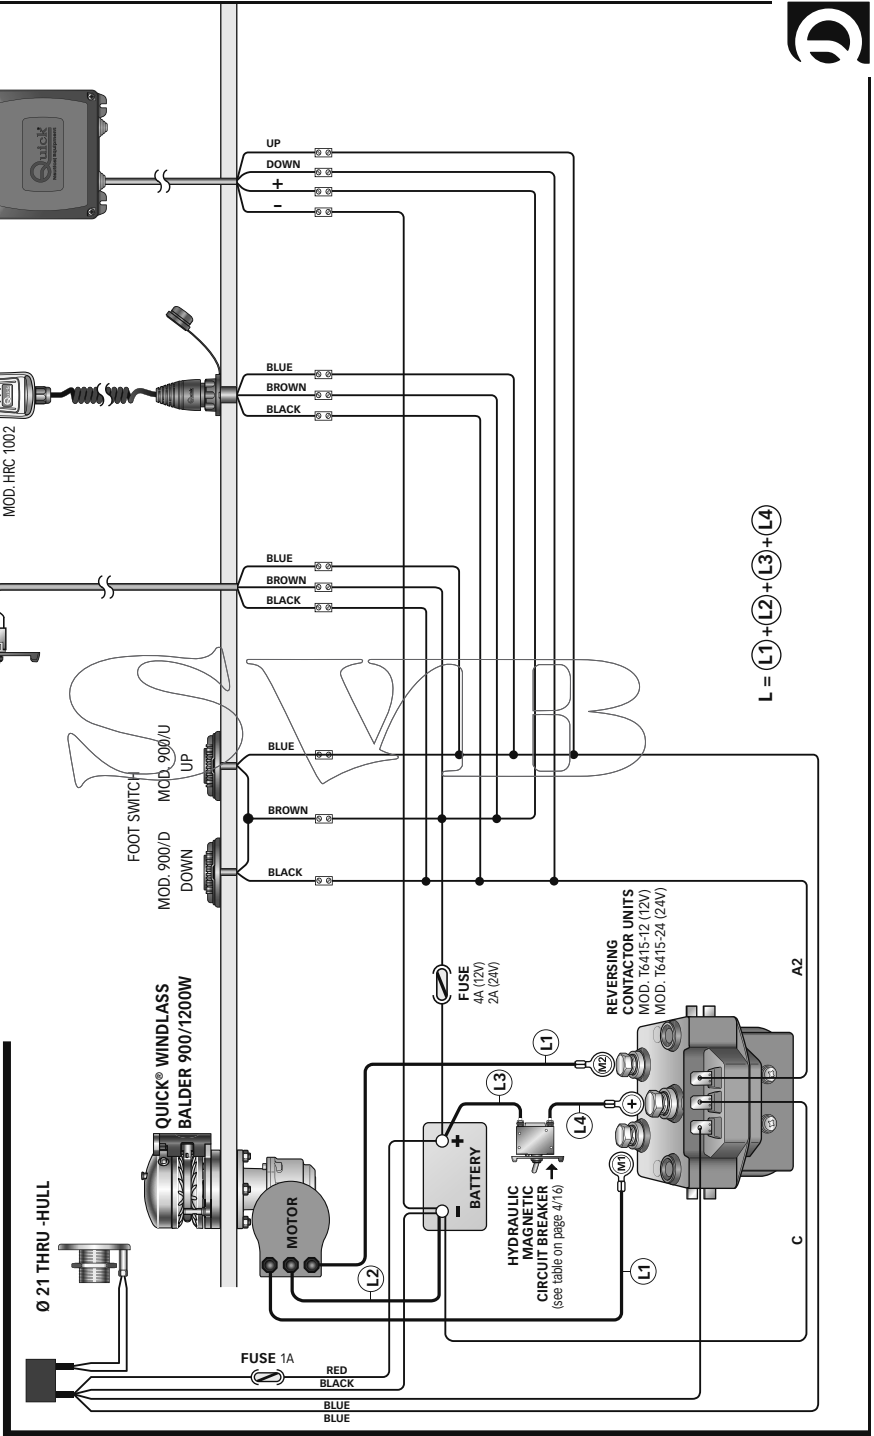 Quick
Nautical Equipment
UP
DOWN
+
–
BLUE
BROWN
BLACK
MOD. HRC 1002
BLUE
BROWN
BLACK
L = L1 + L2 + L3 + L4
SVB
FOOT SWITCH
MOD. 900/U
UP
MOD. 900/D
DOWN
BLUE
BROWN
BLACK
FUSE
4A (12V)
2A (24V)
REVERSING
CONTACTOR UNITS
MOD. T6415-12 (12V)
MOD. T6415-24 (24V)
A2
QUICK® WINDLASS
BALDER 900/1200W
L1
M2
L3
L4
+
+
–
BATTERY
MOTOR
HYDRAULIC
MAGNETIC
CIRCUIT BREAKER
(see table on page 4/16)
M1
C
L2
L1
Ø 21 THRU -HULL
FUSE 1A
RED
BLACK
BLUE
BLUE